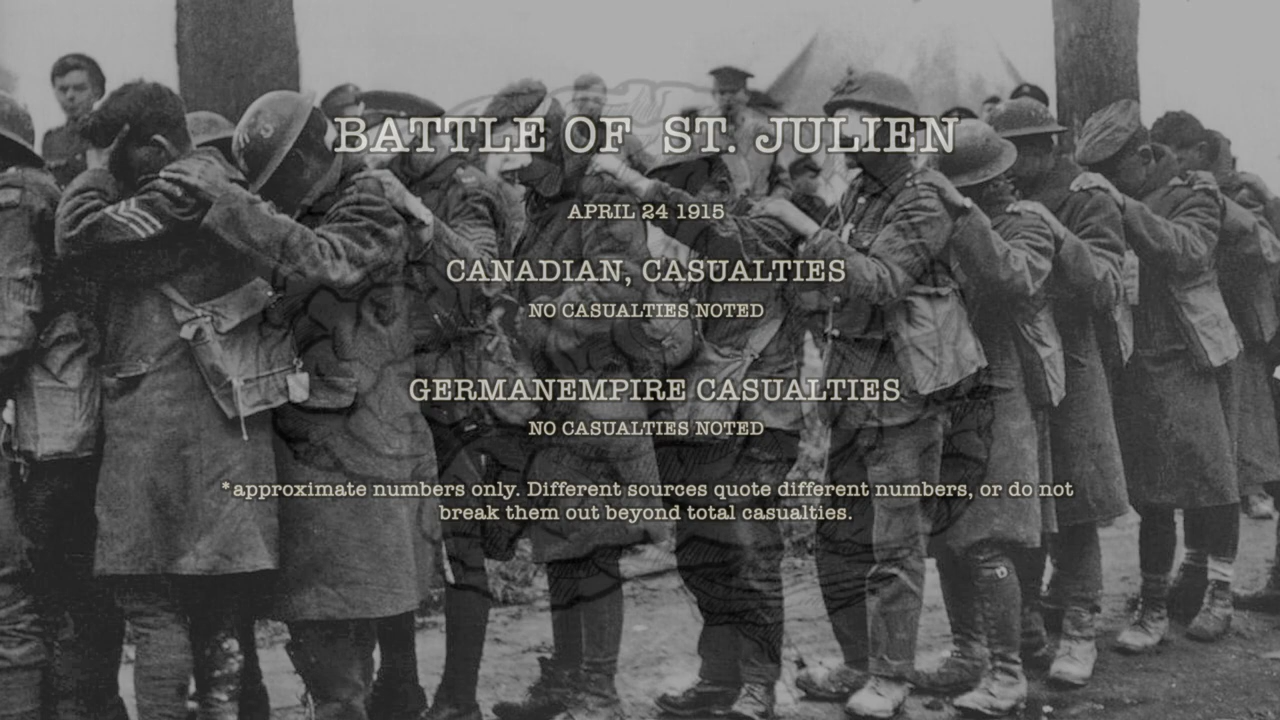 BATTLE OF ST. JULIEN
APRIL 24 1915
CANADIAN, CASUALTIES
NO CASUALTIES NOTED
GERMANEMPIRE CASUALTIES
NO CASUALTIES NOTED
*approximate numbers only. Different sources quote different numbers, or do not
break them out beyond total casualties.